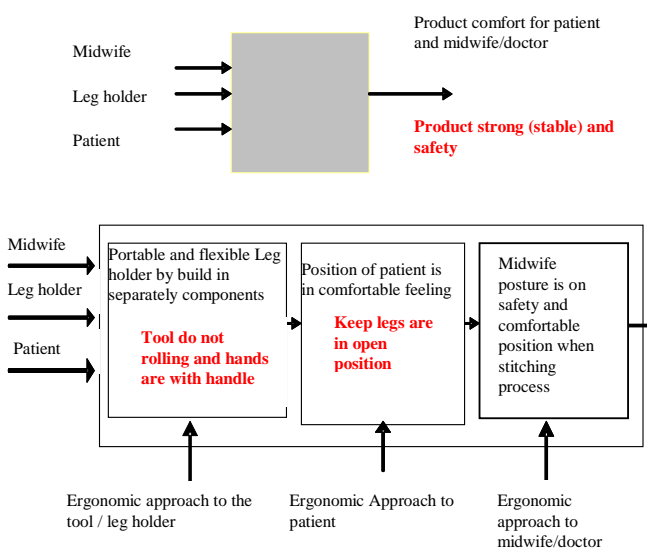 Product comfort for patient
and midwife/doctor
Midwife
Leg holder
Patient
Product strong (stable) and
safety
Midwife
Leg holder
Patient
Portable and flexible Leg
holder by build in
separately components
Tool do not
rolling and hands
are with handle
Position of patient is
in comfortable feeling
Keep legs are
in open
position
Midwife
posture is on
safety and
comfortable
position when
stitching
process
Ergonomic approach to the
tool / leg holder
Ergonomic Approach to
patient
Ergonomic
approach to
midwife/doctor